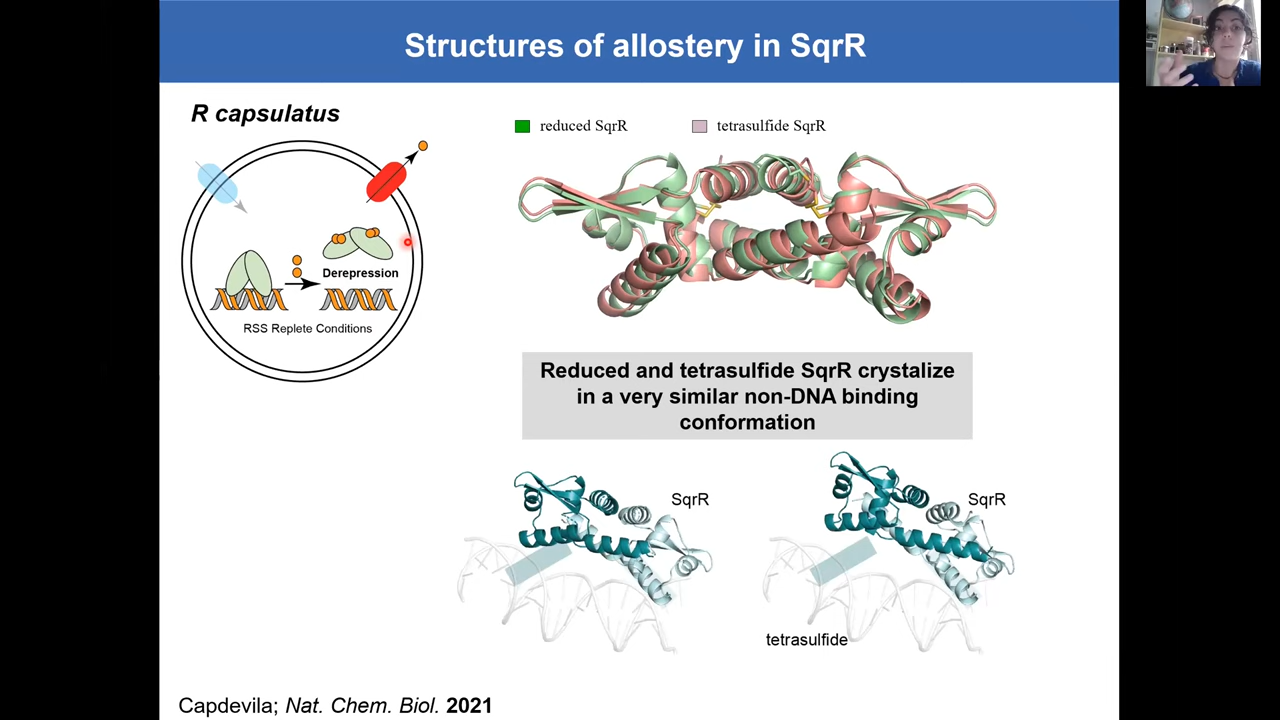 Structures of allostery in SqrR
R capsulatus
Derepression
RSS Replete Conditions
reduced SqrR
tetrasulfide SqrR
Reduced and tetrasulfide SqrR crystalize
in a very similar non-DNA binding
conformation
SqrR
SqrR
tetrasulfide
Capdevila; Nat. Chem. Biol. 2021